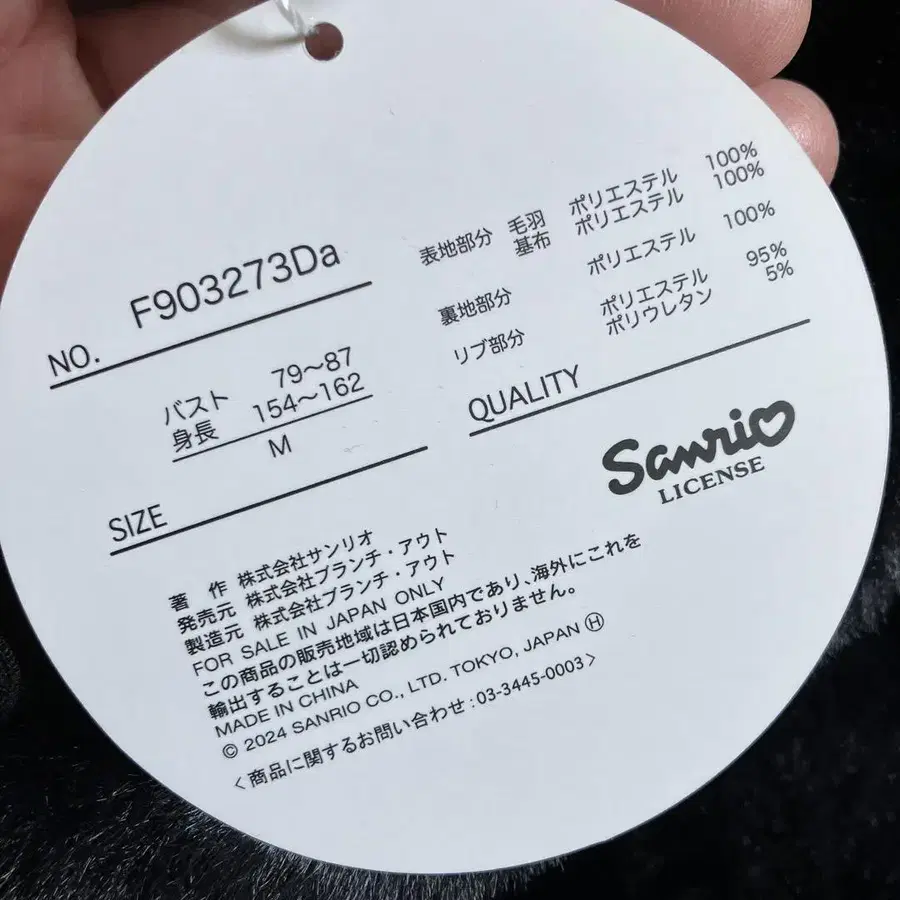 NO. F903273Da
バスト 79〜87
身長 154〜162
M
SIZE
表地部分 毛羽 ポリエステル 100%
基布 ポリエステル 100%
裏地部分 ポリエステル 100%
リブ部分 ポリエステル 95%
ポリウレタン 5%
QUALITY
Sanrio
LICENSE
著 作 株式会社サンリオ
発売元 株式会社ブランチ・アウト
製造元 株式会社ブランチ・アウト
FOR SALE IN JAPAN ONLY
この商品の販売地域は日本国内であり、海外にこれを
輸出することは一切認められておりません。
MADE IN CHINA
© 2024 SANRIO CO., LTD. TOKYO, JAPAN Ⓗ
<商品に関するお問い合わせ:03-3445-0003>